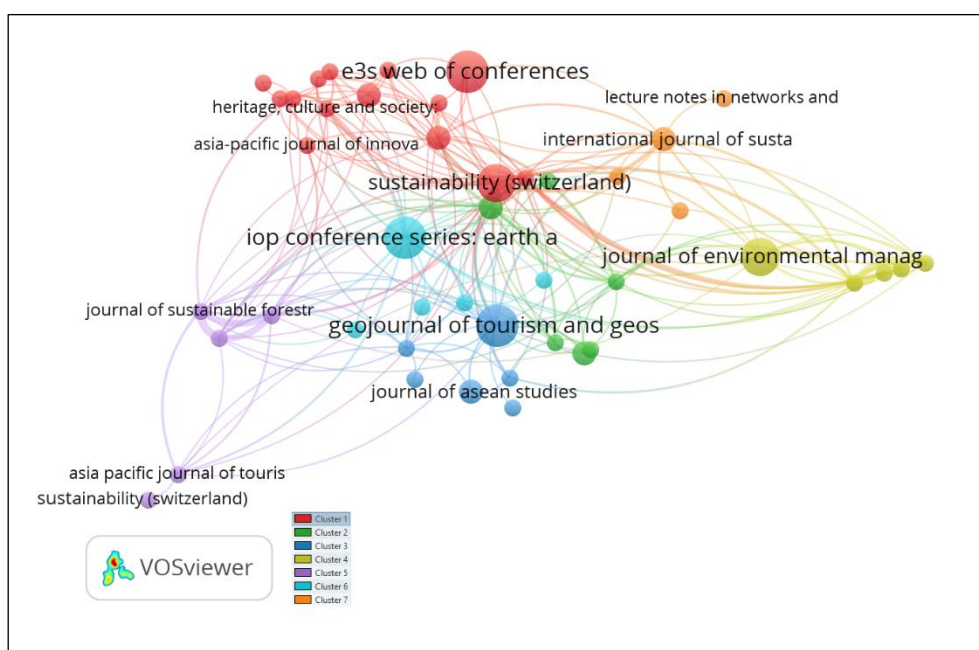 e3s web of conferences
lecture notes in networks and
heritage, culture and society:
international journal of susta
asia-pacific journal of innova
sustainability (switzerland)
iop conference series: earth a
journal of environmental manag
journal of sustainable forestr
geojournal of tourism and geos
journal of asean studies
asia pacific journal of touris
sustainability (switzerland)
VOSviewer
Cluster 1
Cluster 2
Cluster 3
Cluster 4
Cluster 5
Cluster 6
Cluster 7